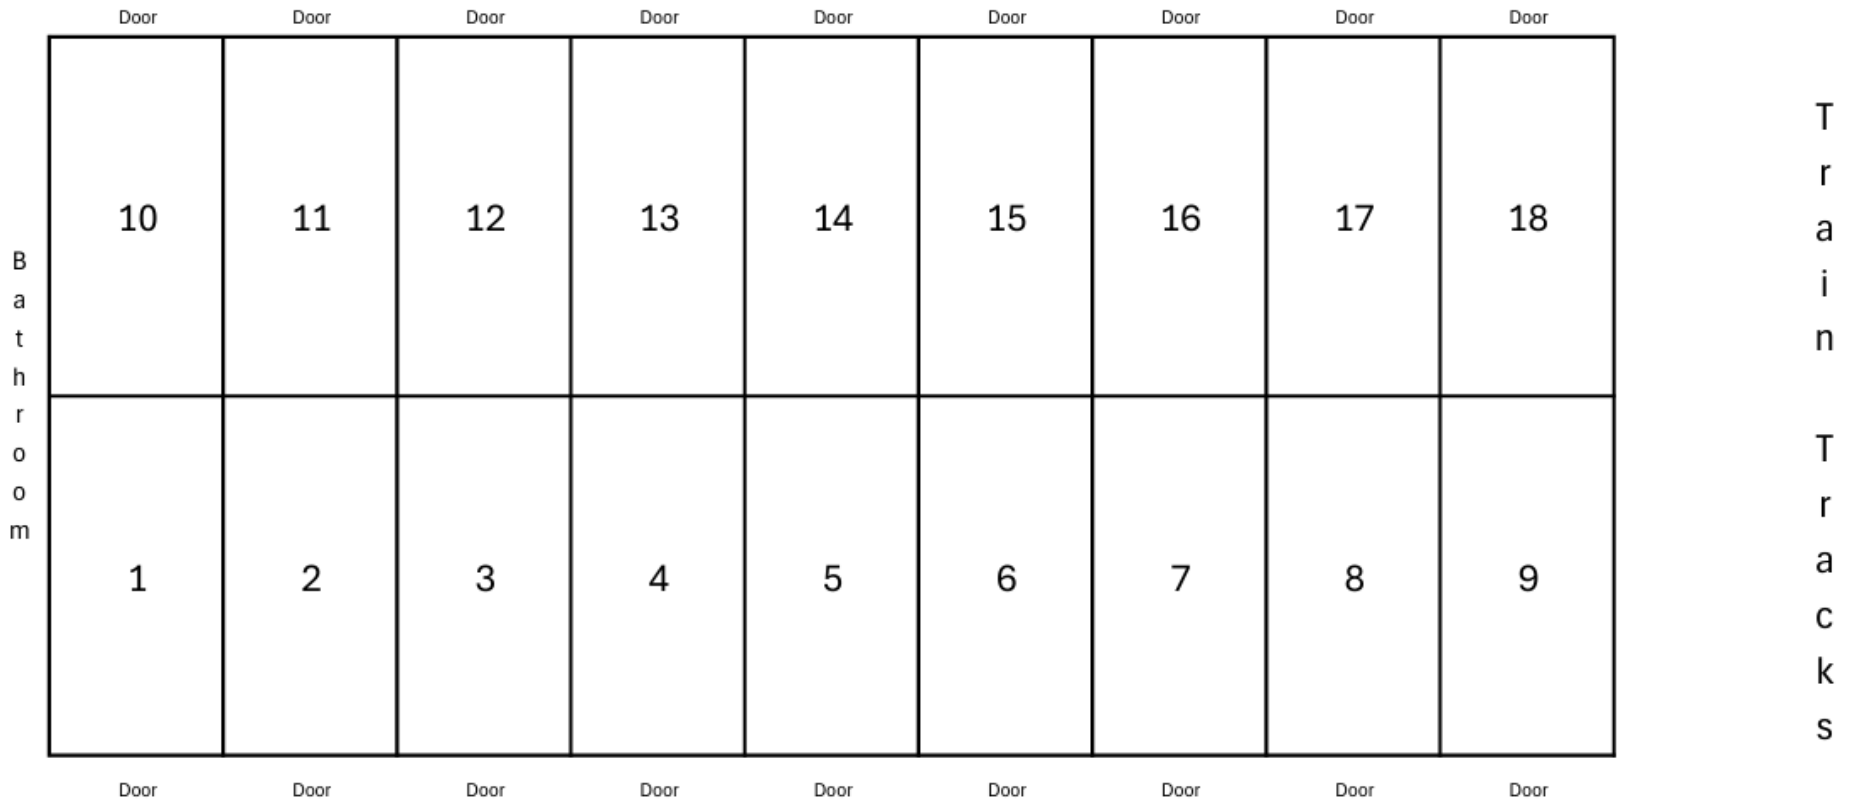 Door Door Door Door Door Door Door Door Door
10 11 12 13 14 15 16 17 18
Bathroom
1 2 3 4 5 6 7 8 9
Door Door Door Door Door Door Door Door Door
Train Tracks